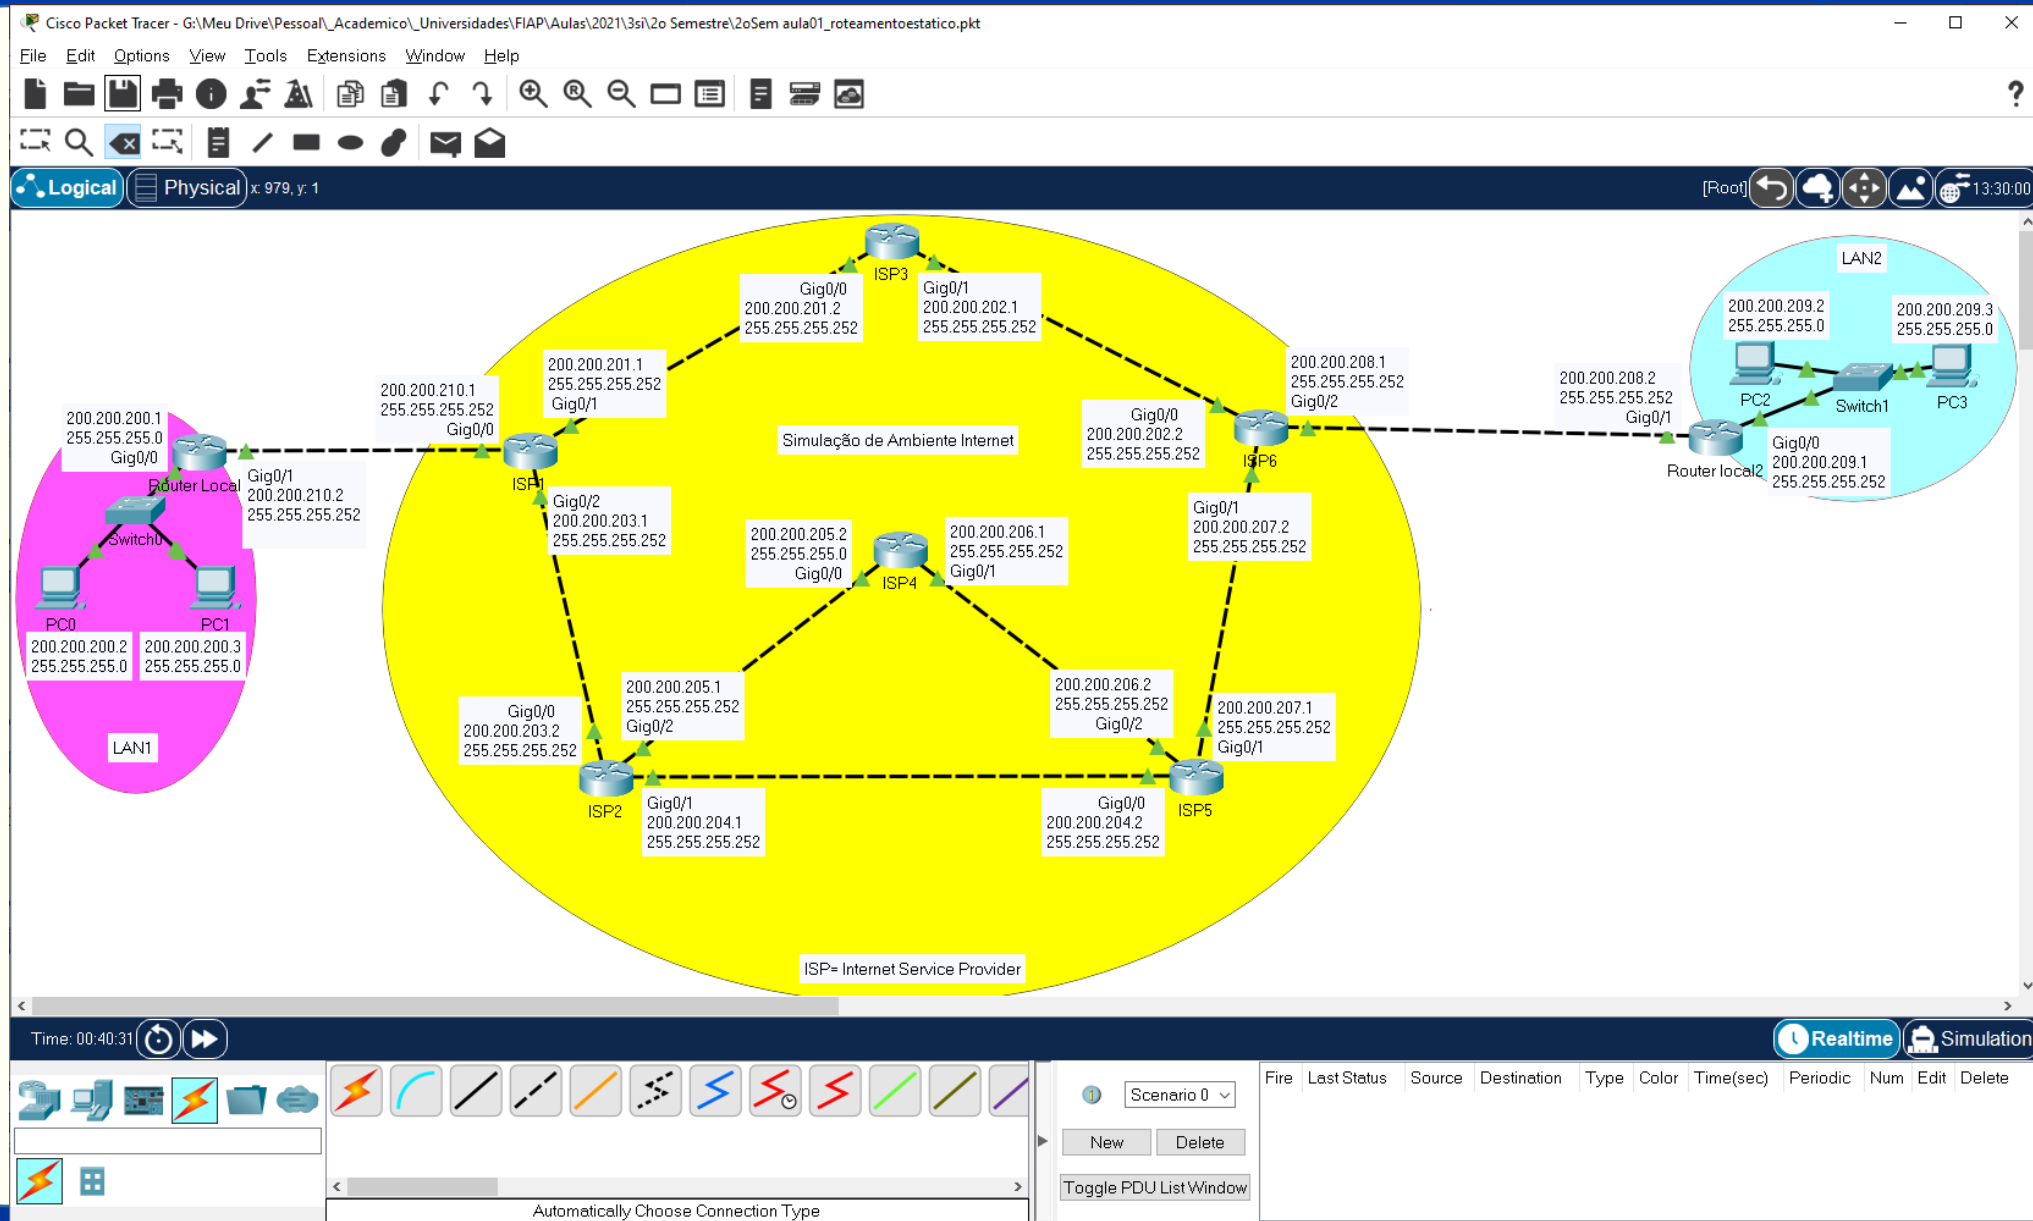 Cisco Packet Tracer - G:\Meu Drive\Pessoal\_Academico\_Universidades\FIAP\Aulas\2021\3si\2o Semestre\2oSem aula01_roteamentoestatico.pkt
File Edit Options View Tools Extensions Window Help
?
Logical Physical x: 979, y: 1 [Root] 13:30:00
ISP3
Gig0/0
200.200.201.2
255.255.255.252
Gig0/1
200.200.202.1
255.255.255.252
LAN2
200.200.209.2
255.255.255.0
200.200.209.3
255.255.255.0
PC2
Switch1
PC3
200.200.201.1
255.255.255.252
Gig0/1
200.200.210.1
255.255.255.252
Gig0/0
200.200.208.1
255.255.255.252
Gig0/2
200.200.208.2
255.255.255.252
Gig0/1
200.200.200.1
255.255.255.0
Gig0/0
Gig0/0
200.200.202.2
255.255.255.252
Simulação de Ambiente Internet
Gig0/0
200.200.209.1
255.255.255.252
Router local2
ISP6
ISP1
Router Local
Gig0/1
200.200.210.2
255.255.255.252
Switch0
Gig0/2
200.200.203.1
255.255.255.252
Gig0/1
200.200.207.2
255.255.255.252
200.200.205.2
255.255.255.0
Gig0/0
200.200.206.1
255.255.255.252
Gig0/1
ISP4
PC0
PC1
200.200.200.2
255.255.255.0
200.200.200.3
255.255.255.0
LAN1
200.200.205.1
255.255.255.252
Gig0/2
200.200.206.2
255.255.255.252
Gig0/2
Gig0/0
200.200.203.2
255.255.255.252
200.200.207.1
255.255.255.252
Gig0/1
ISP2
Gig0/1
200.200.204.1
255.255.255.252
Gig0/0
200.200.204.2
255.255.255.252
ISP5
ISP= Internet Service Provider
Time: 00:40:31 Realtime Simulation
Scenario 0
New Delete
Toggle PDU List Window
Fire Last Status Source Destination Type Color Time(sec) Periodic Num Edit Delete
Automatically Choose Connection Type